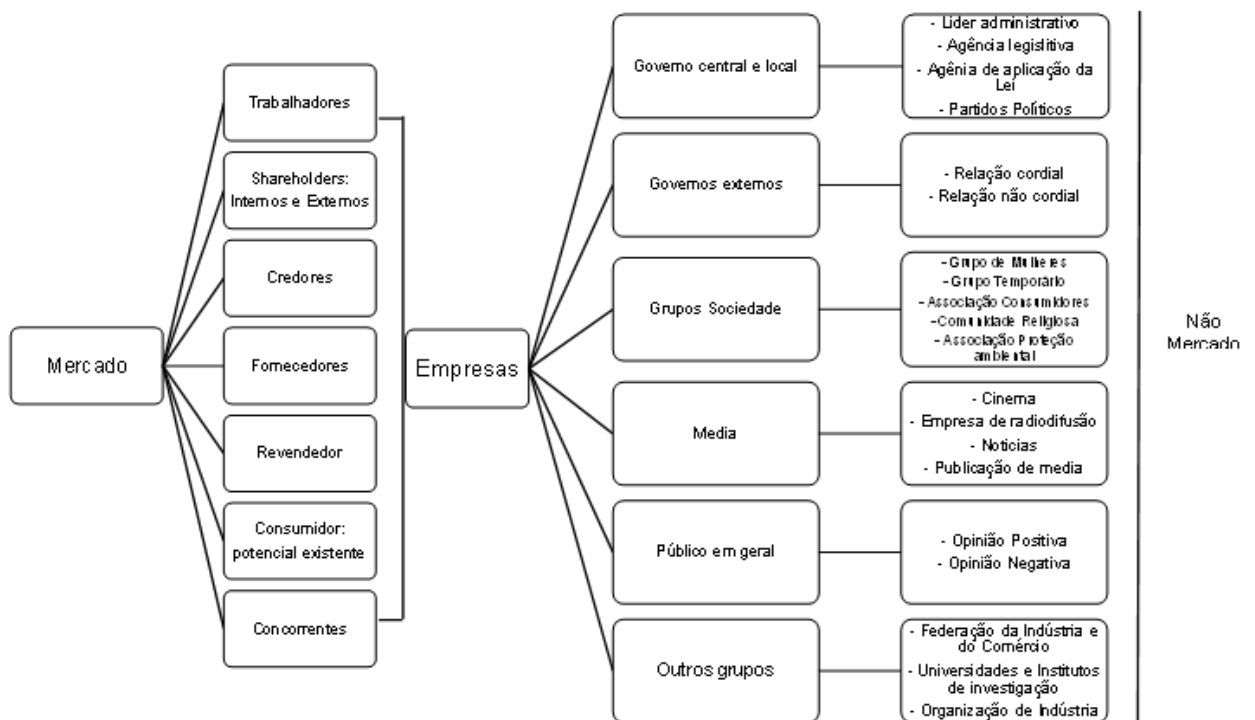 Mercado
Trabalhadores
Shareholders:
Internos e Externos
Credores
Fornecedores
Revendedor
Consumidor:
potencial existente
Concorrentes
Empresas
Governo central e local
- Lider administrativo
- Agência legislitiva
- Agênia de aplicação da
Lei
- Partidos Políticos
Governos externos
- Relação cordial
- Relação não cordial
Grupos Sociedade
- Grupo de Mulheres
- Grupo Temporário
- Associação Consumidores
- Comunidade Religiosa
- Associação Proteção
ambiental
Media
- Cinema
- Empresa de radiodifusão
- Noticias
- Publicação de media
Público em geral
- Opinião Positiva
- Opinião Negativa
Outros grupos
- Federação da Indústria e
do Comércio
- Universidades e Institutos
de investigação
- Organização de Indústria
Não
Mercado